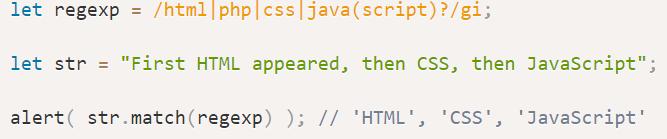 let regexp = /html|php|css|java(script)?/gi;
let str = "First HTML appeared, then CSS, then JavaScript";
alert( str.match(regexp) ); // 'HTML', 'CSS', 'JavaScript'